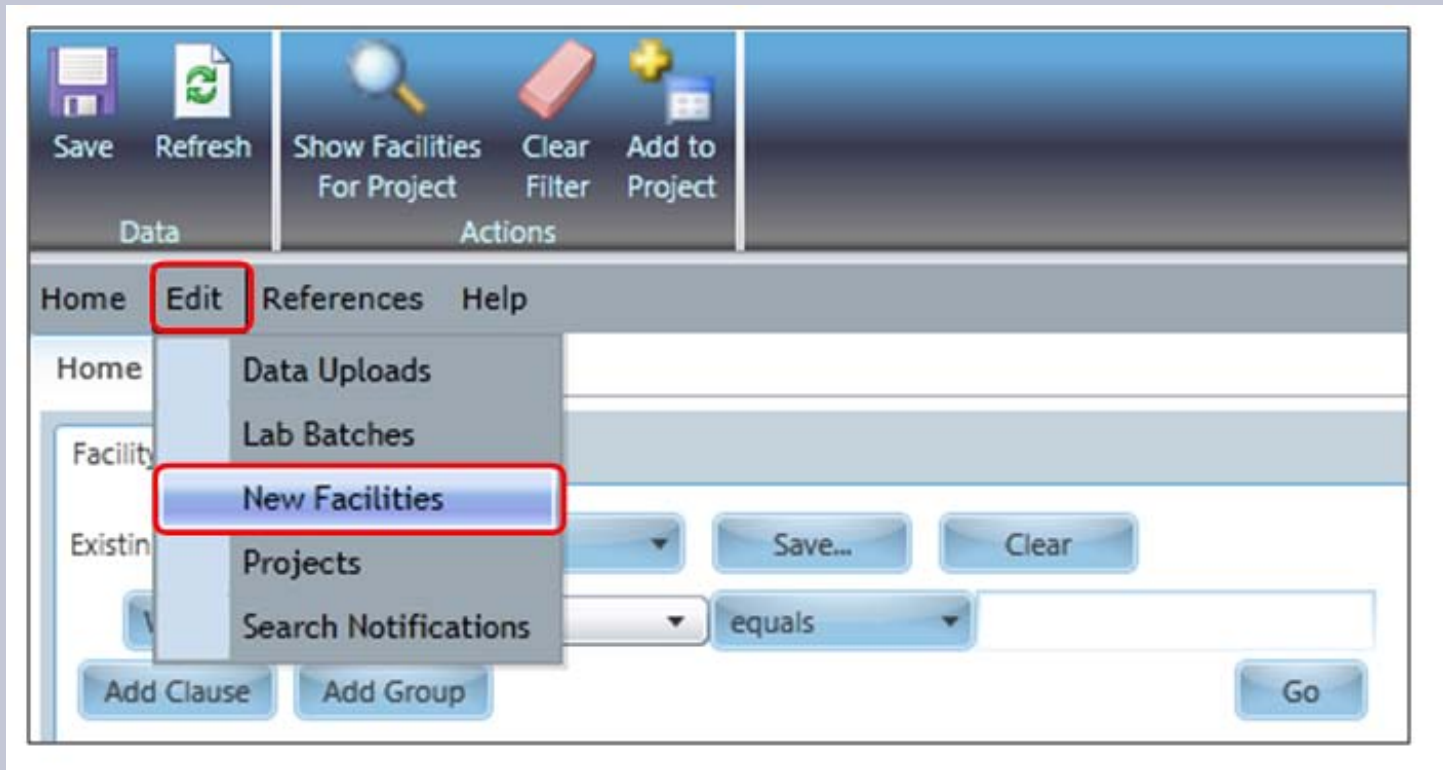 Save Refresh Show Facilities Clear Add to
For Project Filter Project
Data Actions
Home Edit References Help
Home Data Uploads
Facility Lab Batches
New Facilities
Save... Clear
Projects
Search Notifications equals
Add Clause Add Group Go